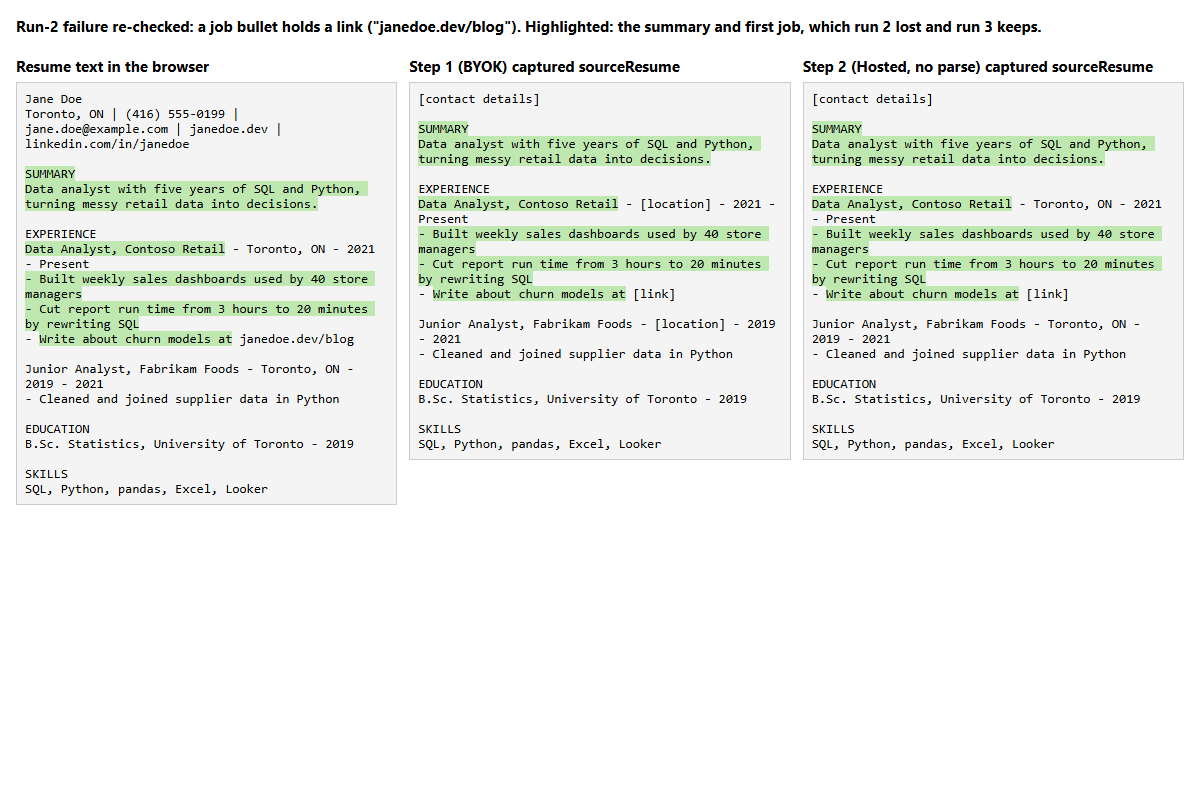 Run-2 failure re-checked: a job bullet holds a link ("janedoe.dev/blog"). Highlighted: the summary and first job, which run 2 lost and run 3 keeps.
Resume text in the browser
Jane Doe
Toronto, ON | (416) 555-0199 |
jane.doe@example.com | janedoe.dev |
linkedin.com/in/janedoe
SUMMARY
Data analyst with five years of SQL and Python,
turning messy retail data into decisions.
EXPERIENCE
Data Analyst, Contoso Retail - Toronto, ON - 2021
- Present
- Built weekly sales dashboards used by 40 store
managers
- Cut report run time from 3 hours to 20 minutes
by rewriting SQL
- Write about churn models at janedoe.dev/blog
Junior Analyst, Fabrikam Foods - Toronto, ON -
2019 - 2021
- Cleaned and joined supplier data in Python
EDUCATION
B.Sc. Statistics, University of Toronto - 2019
SKILLS
SQL, Python, pandas, Excel, Looker
Step 1 (BYOK) captured sourceResume
[contact details]
SUMMARY
Data analyst with five years of SQL and Python,
turning messy retail data into decisions.
EXPERIENCE
Data Analyst, Contoso Retail - [location] - 2021 -
Present
- Built weekly sales dashboards used by 40 store
managers
- Cut report run time from 3 hours to 20 minutes
by rewriting SQL
- Write about churn models at [link]
Junior Analyst, Fabrikam Foods - [location] - 2019
- 2021
- Cleaned and joined supplier data in Python
EDUCATION
B.Sc. Statistics, University of Toronto - 2019
SKILLS
SQL, Python, pandas, Excel, Looker
Step 2 (Hosted, no parse) captured sourceResume
[contact details]
SUMMARY
Data analyst with five years of SQL and Python,
turning messy retail data into decisions.
EXPERIENCE
Data Analyst, Contoso Retail - Toronto, ON - 2021
- Present
- Built weekly sales dashboards used by 40 store
managers
- Cut report run time from 3 hours to 20 minutes
by rewriting SQL
- Write about churn models at [link]
Junior Analyst, Fabrikam Foods - Toronto, ON -
2019 - 2021
- Cleaned and joined supplier data in Python
EDUCATION
B.Sc. Statistics, University of Toronto - 2019
SKILLS
SQL, Python, pandas, Excel, Looker